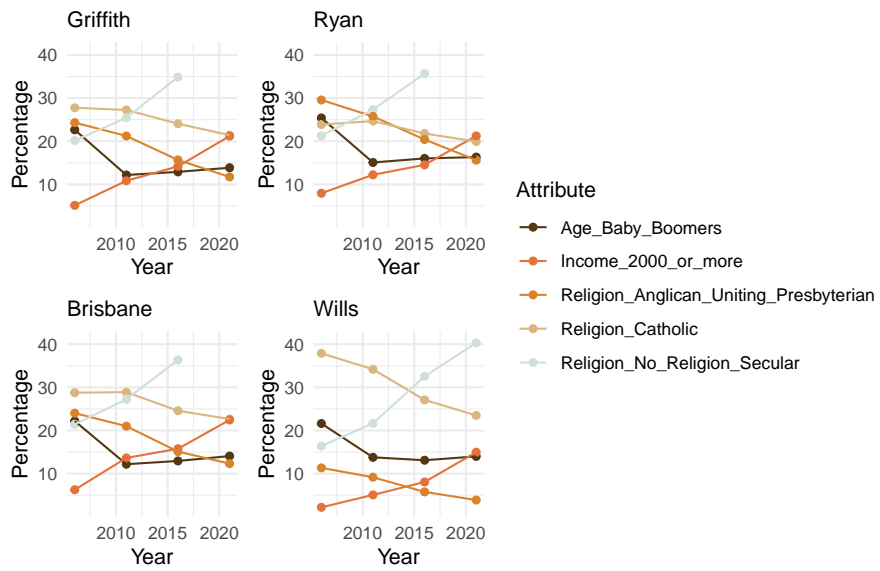 Griffith
Ryan
40
30
20
10
Percentage
2010
2015
2020
Year
40
30
20
10
Percentage
2010
2015
2020
Year
Brisbane
Wills
40
30
20
10
Percentage
2010
2015
2020
Year
40
30
20
10
Percentage
2010
2015
2020
Year
Attribute
Age_Baby_Boomers
Income_2000_or_more
Religion_Anglican_Uniting_Presbyterian
Religion_Catholic
Religion_No_Religion_Secular